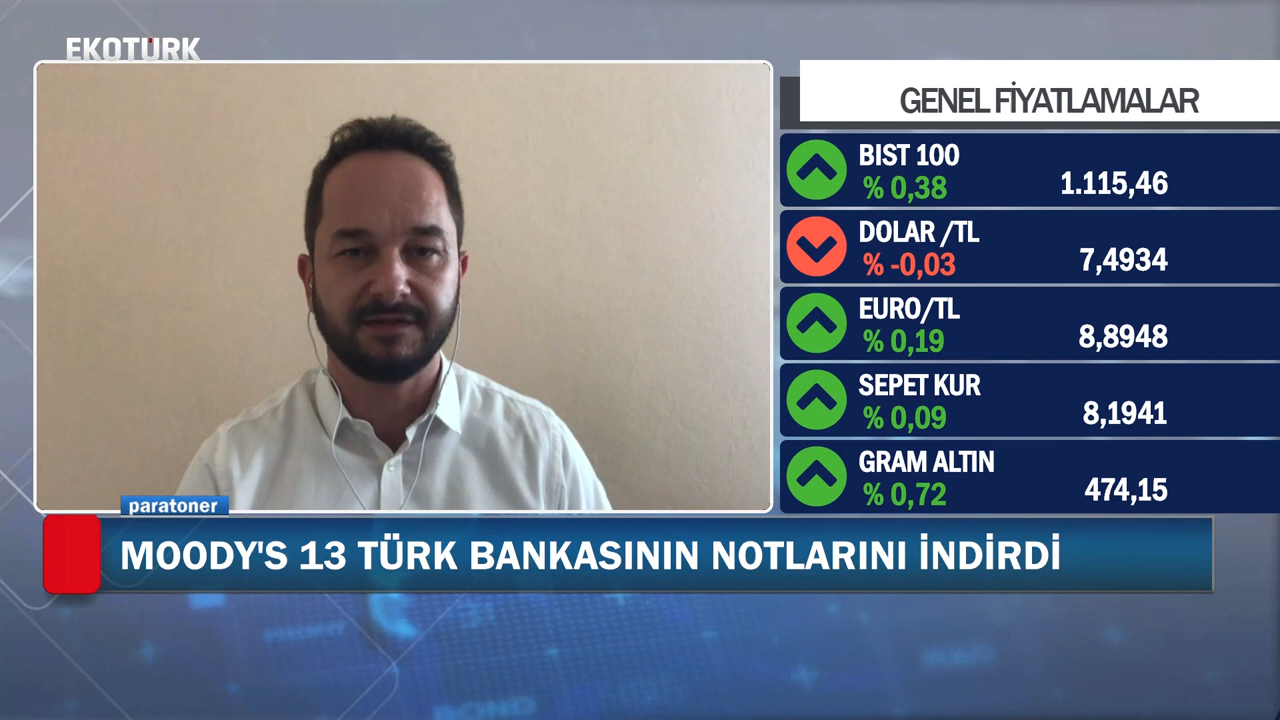 EKOTÜRK
GENEL FİYATLAMALAR
BIST 100
% 0,38
1.115,46
DOLAR /TL
% -0,03
7,4934
EURO/TL
% 0,19
8,8948
SEPET KUR
% 0,09
8,1941
GRAM ALTIN
% 0,72
474,15
paratoner
MOODY'S 13 TÜRK BANKASININ NOTLARINI İNDİRDİ
BOND